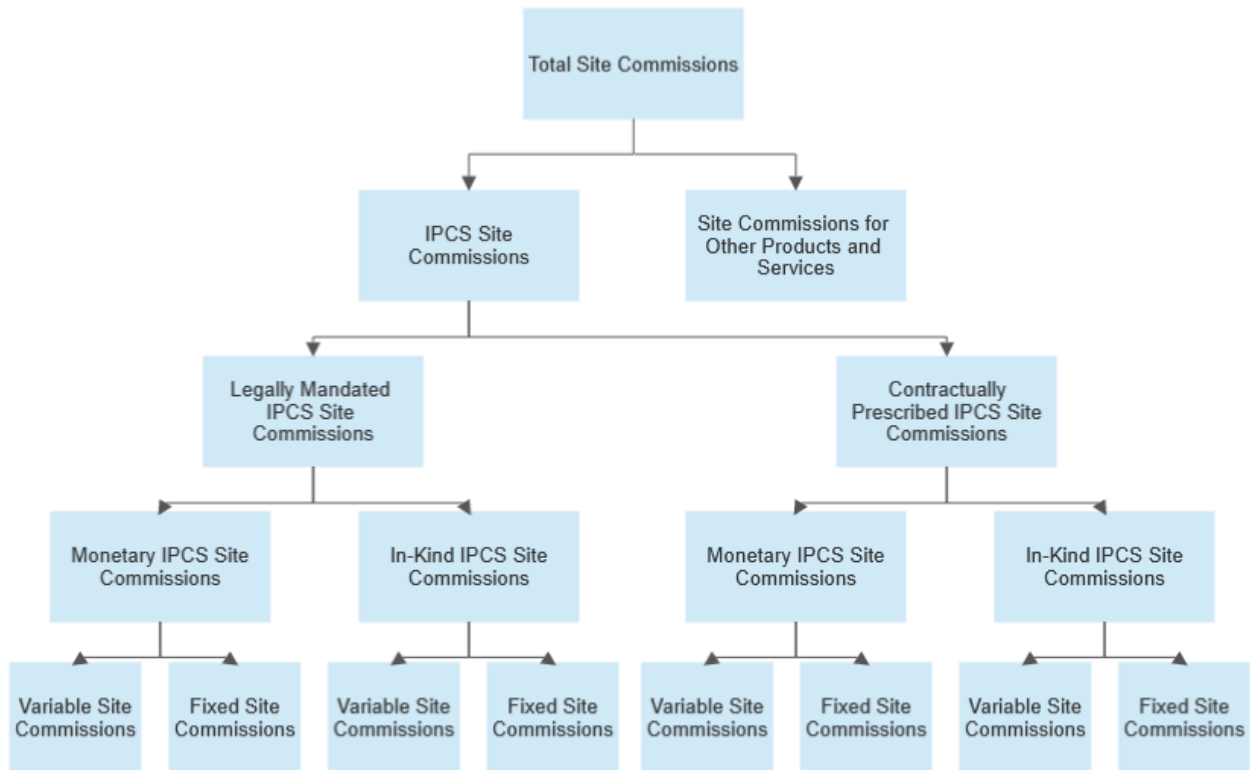 Total Site Commissions
IPCS Site
Commissions
Site Commissions for
Other Products and
Services
Legally Mandated
IPCS Site
Commissions
Contractually
Prescribed IPCS Site
Commissions
Monetary IPCS Site
Commissions
In-Kind IPCS Site
Commissions
Monetary IPCS Site
Commissions
In-Kind IPCS Site
Commissions
Variable Site
Commissions
Fixed Site
Commissions
Variable Site
Commissions
Fixed Site
Commissions
Variable Site
Commissions
Fixed Site
Commissions
Variable Site
Commissions
Fixed Site
Commissions